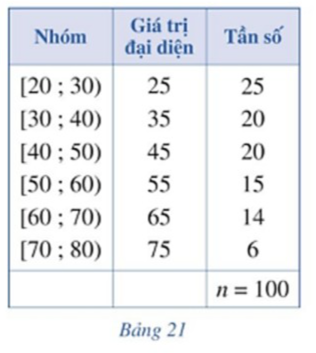 Nhóm Giá trị đại diện Tần số
[20 ; 30) 25 25
[30 ; 40) 35 20
[40 ; 50) 45 20
[50 ; 60) 55 15
[60 ; 70) 65 14
[70 ; 80) 75 6
n = 100
Bảng 21